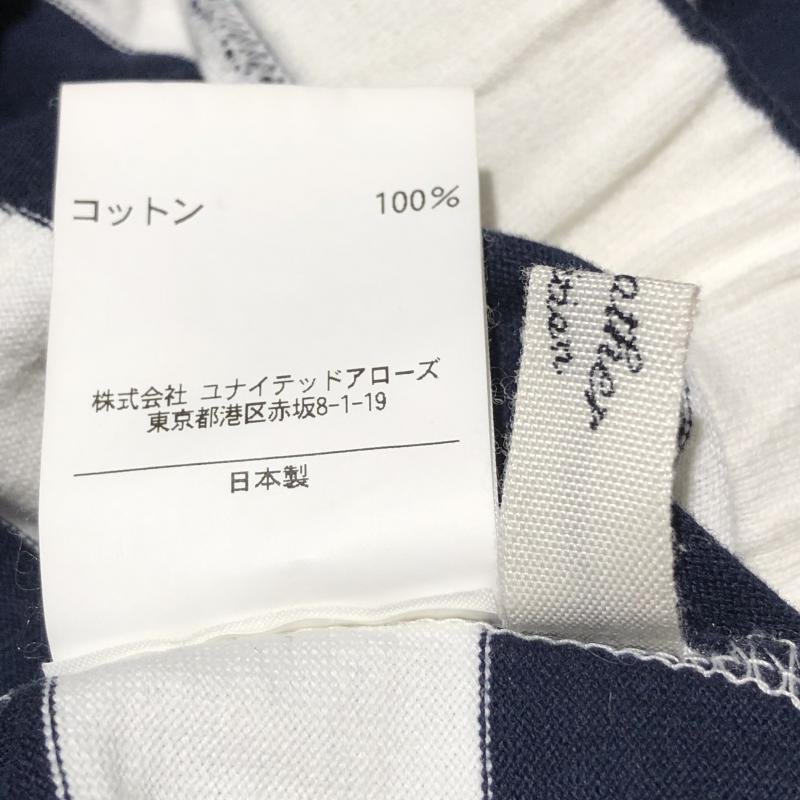 コットン 100%
株式会社 ユナイテッドアローズ
東京都港区赤坂8-1-19
日本製